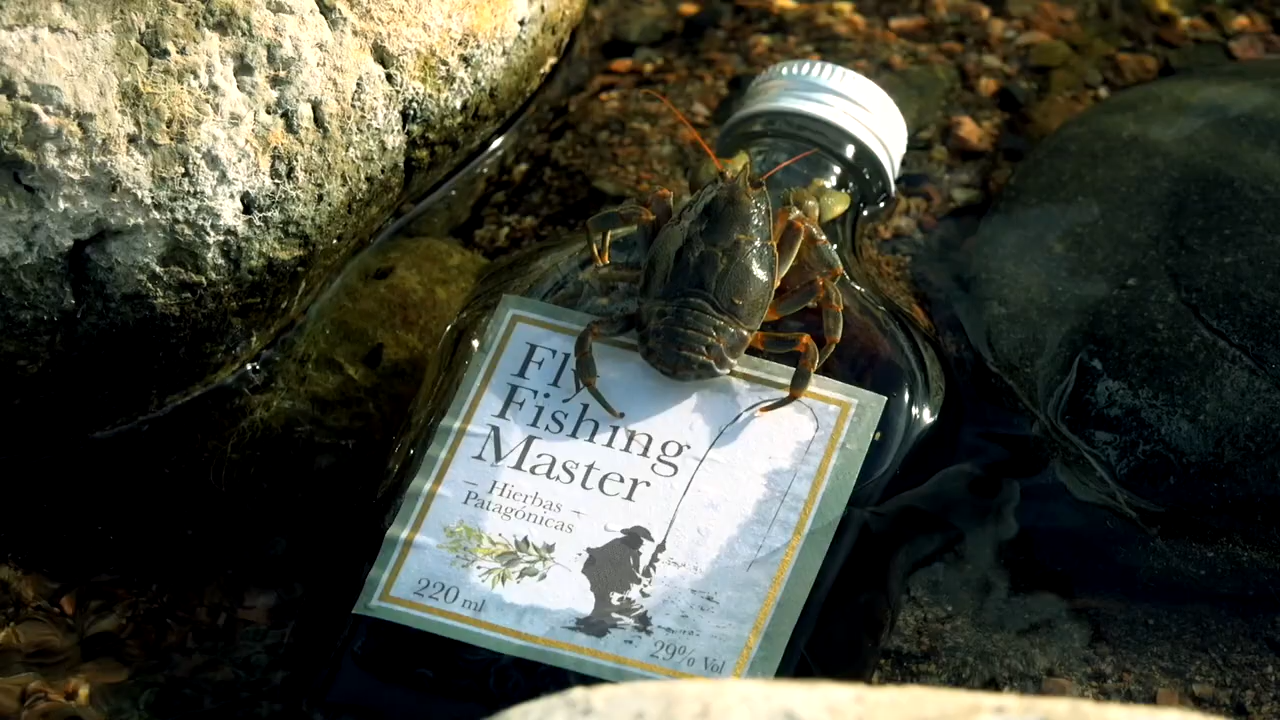 Fly
Fishing
Master
– Hierbas –
Patagónicas
220 ml
29% Vol